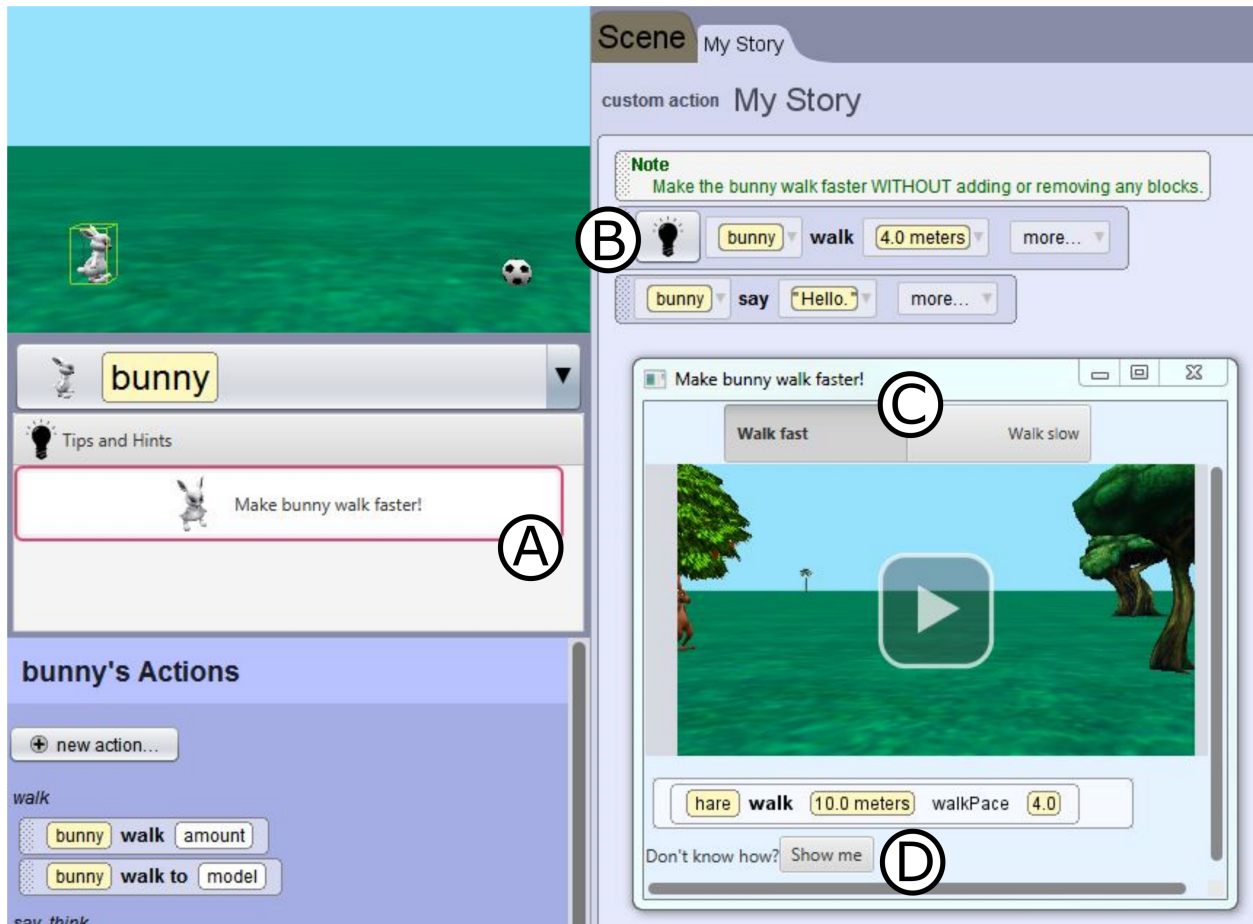 Scene My Story
custom action My Story
Note
Make the bunny walk faster WITHOUT adding or removing any blocks.
B bunny walk 4.0 meters more...
bunny say "Hello." more...
bunny
Tips and Hints
Make bunny walk faster!
A
bunny's Actions
new action...
walk
bunny walk amount
bunny walk to model
say, think
Make bunny walk faster!
C
Walk fast Walk slow
hare walk 10.0 meters walkPace 4.0
Don't know how? Show me D